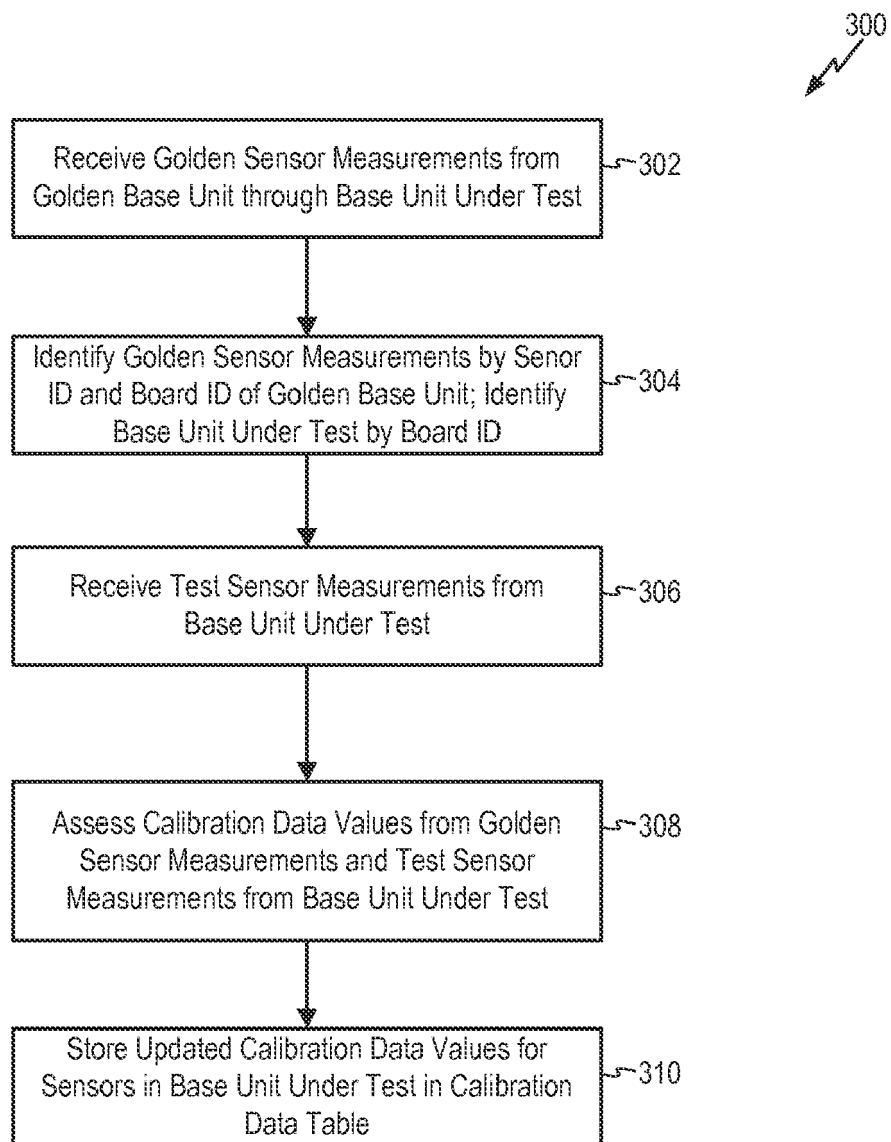 300
Receive Golden Sensor Measurements from
Golden Base Unit through Base Unit Under Test
302
Identify Golden Sensor Measurements by Senor
ID and Board ID of Golden Base Unit; Identify
Base Unit Under Test by Board ID
304
Receive Test Sensor Measurements from
Base Unit Under Test
306
Assess Calibration Data Values from Golden
Sensor Measurements and Test Sensor
Measurements from Base Unit Under Test
308
Store Updated Calibration Data Values for
Sensors in Base Unit Under Test in Calibration
Data Table
310